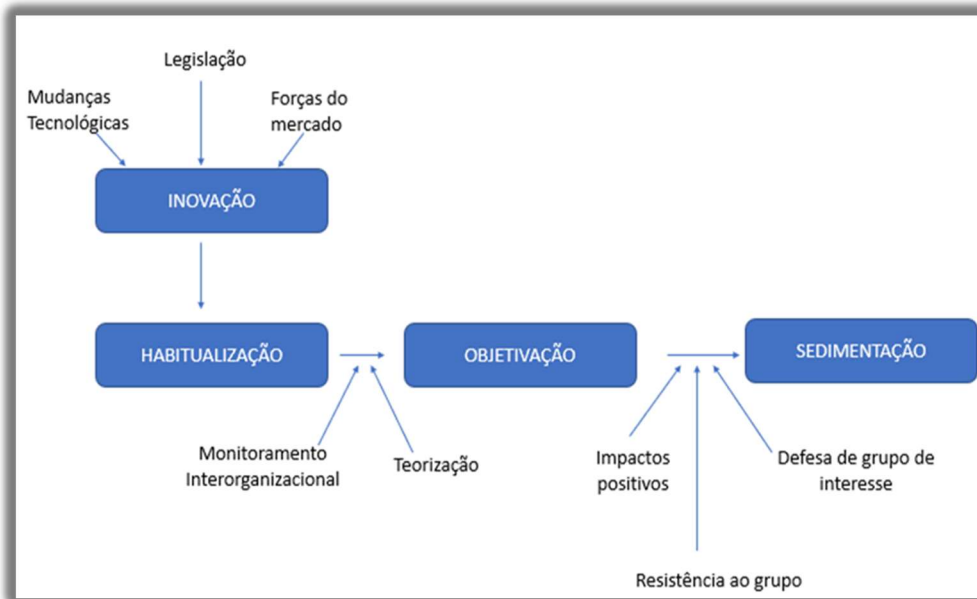 Legislação
Mudanças
Tecnológicas
Forças do
mercado
INOVAÇÃO
HABITUALIZAÇÃO
OBJETIVAÇÃO
SEDIMENTAÇÃO
Monitoramento
Interorganizacional
Teorização
Impactos
positivos
Defesa de grupo de
interesse
Resistência ao grupo